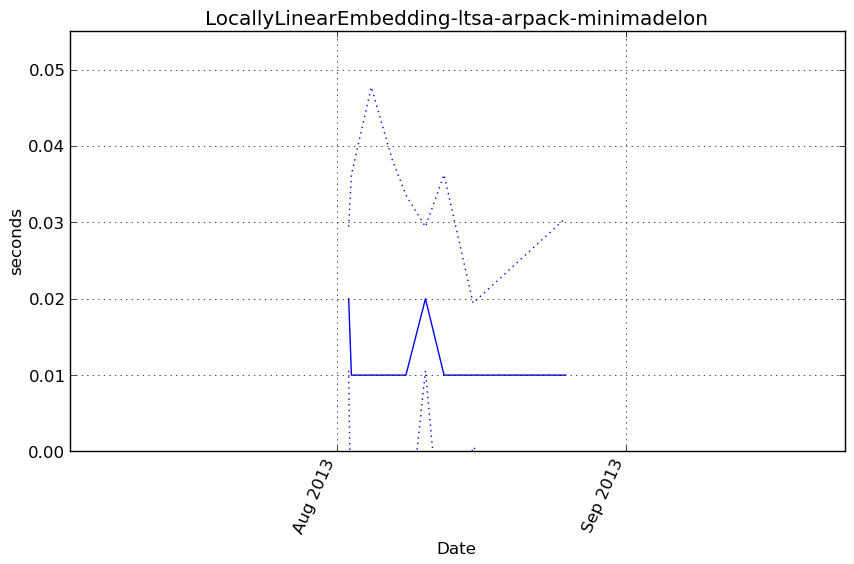 LocallyLinearEmbedding-ltsa-arpack-minimadelon
0.05
0.04
0.03
0.02
0.01
0.00
seconds
Aug 2013
Sep 2013
Date